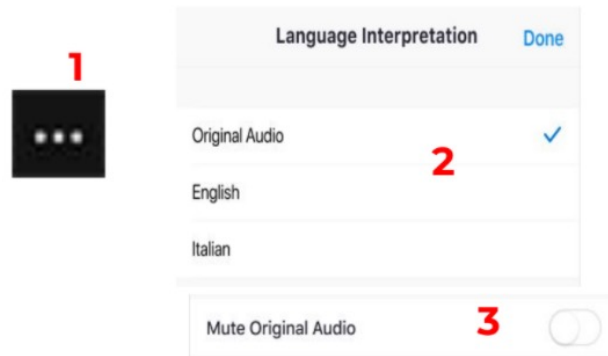 1
Language Interpretation Done
Original Audio
2
English
Italian
Mute Original Audio 3